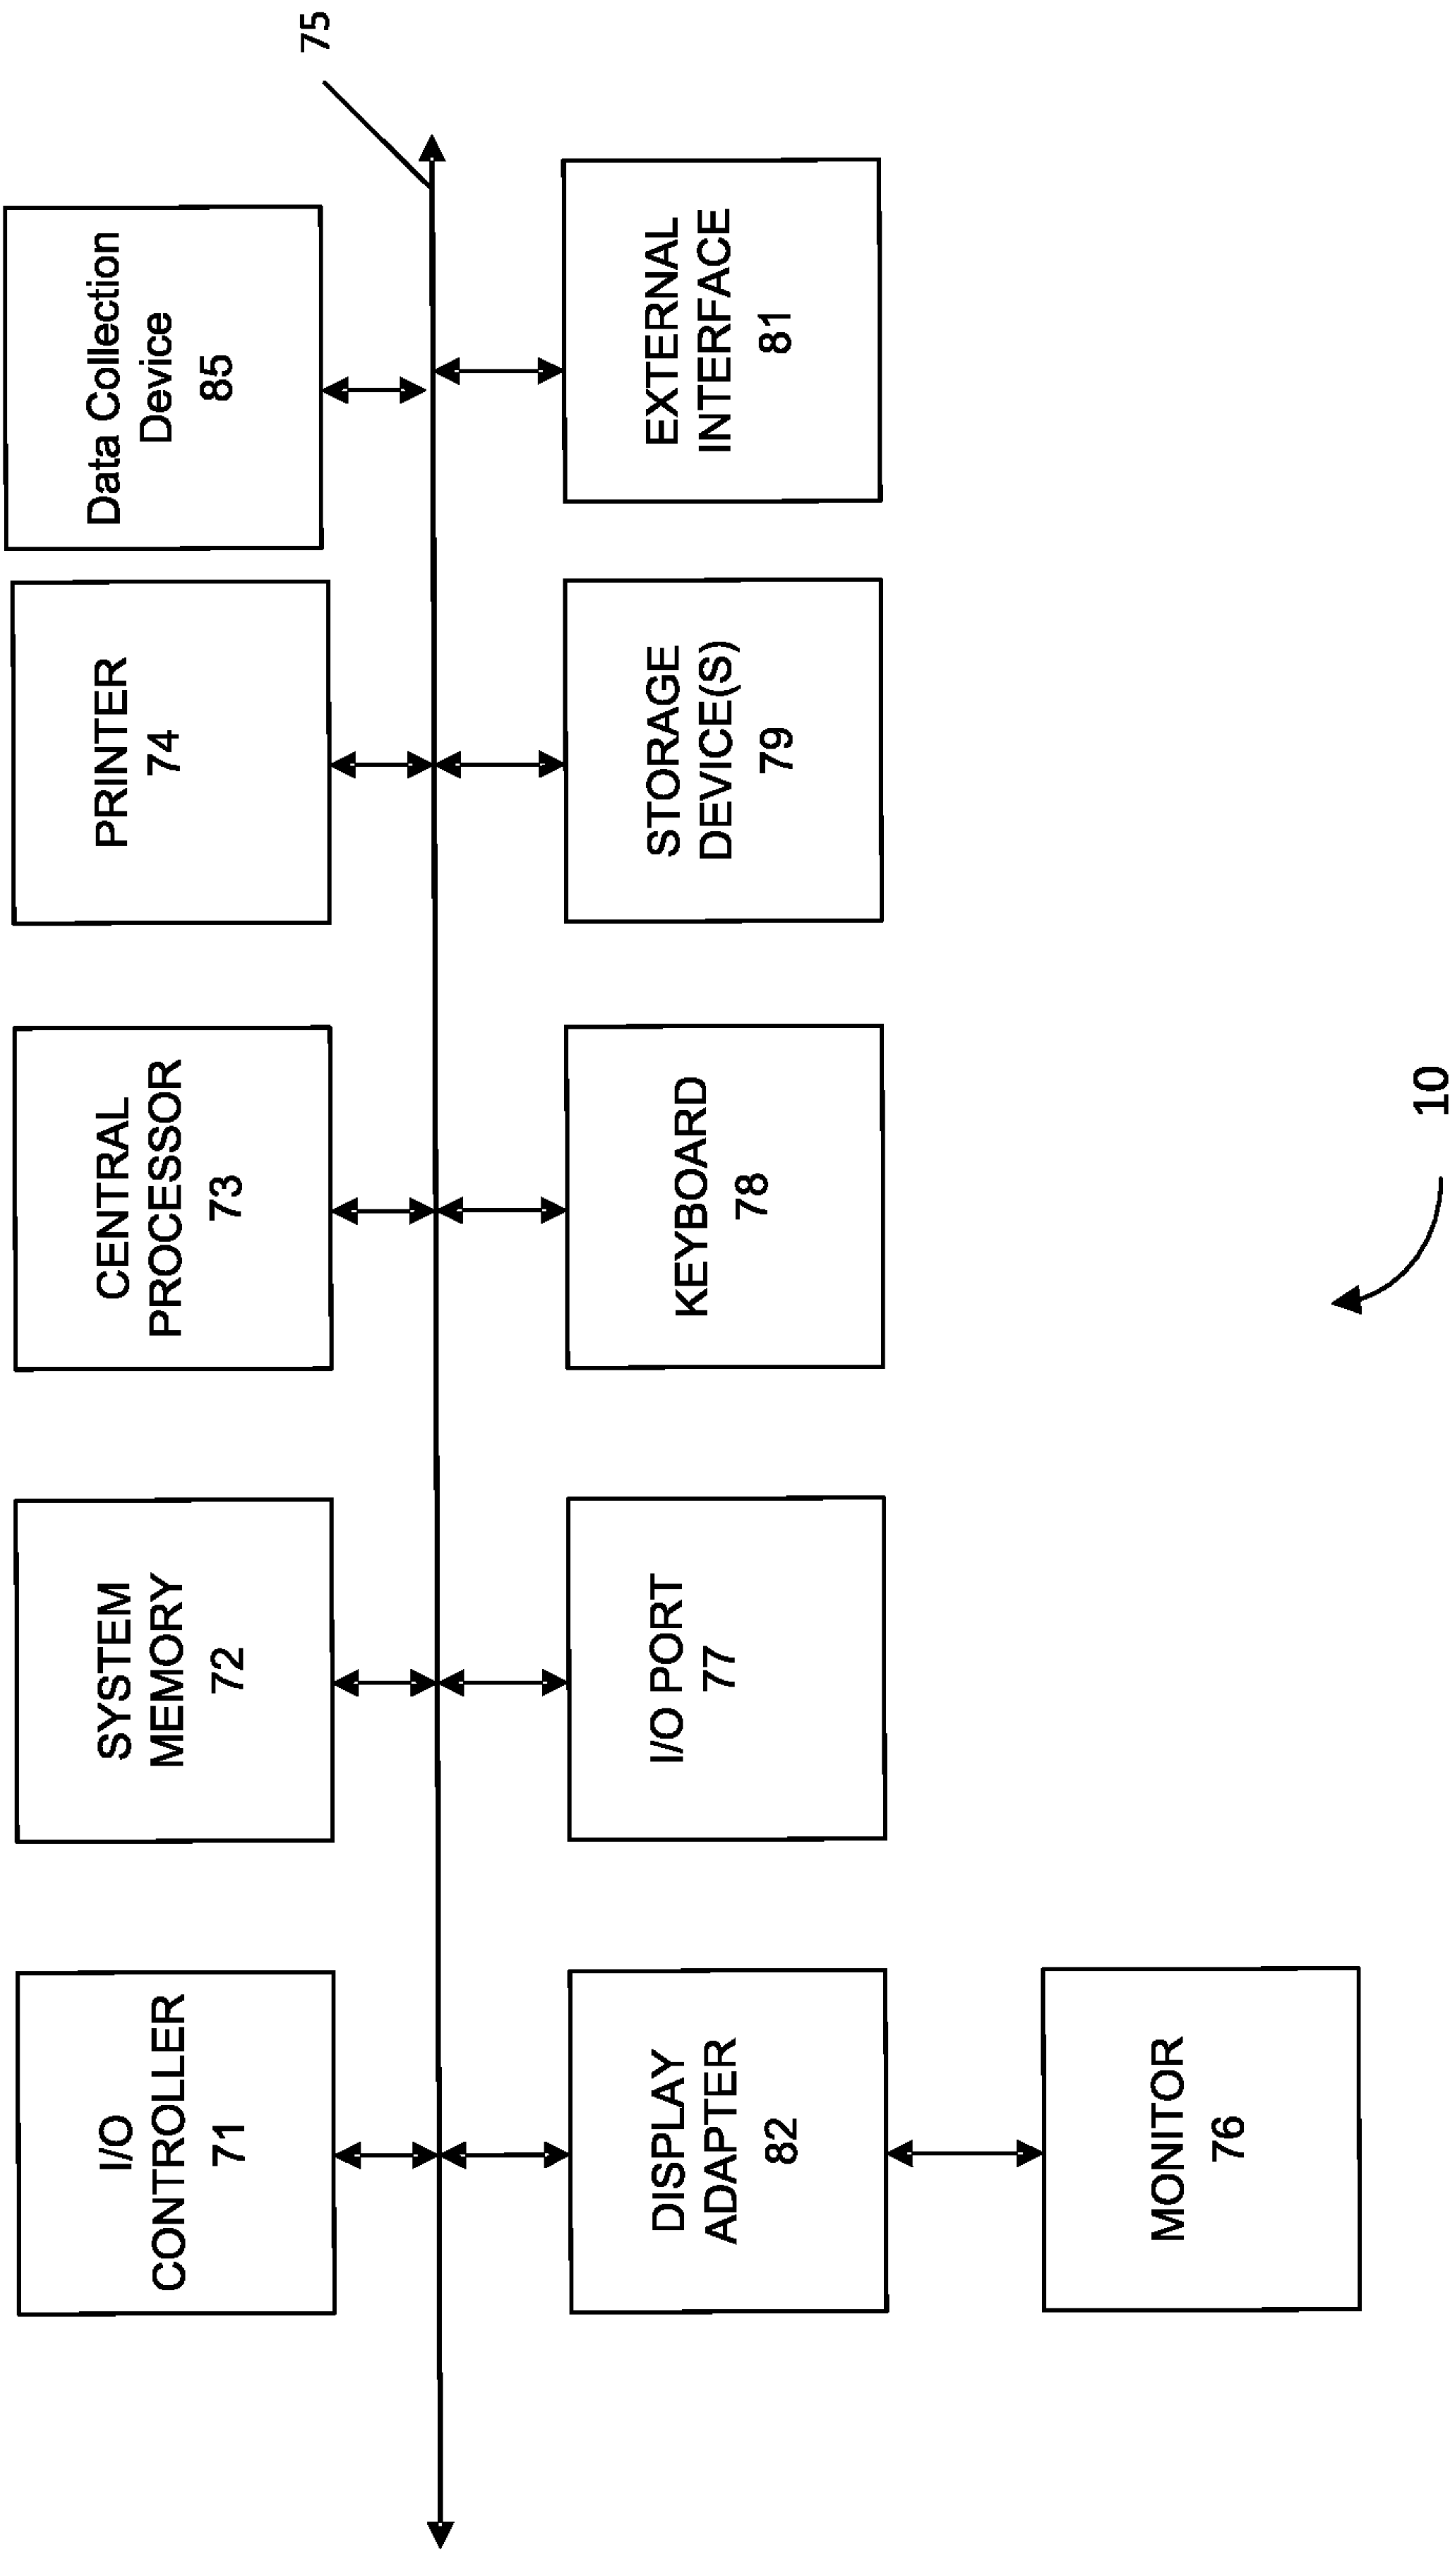 I/O
CONTROLLER
71
SYSTEM
MEMORY
72
CENTRAL
PROCESSOR
73
PRINTER
74
Data Collection
Device
85
75
DISPLAY
ADAPTER
82
I/O PORT
77
KEYBOARD
78
STORAGE
DEVICE(S)
79
EXTERNAL
INTERFACE
81
MONITOR
76
10